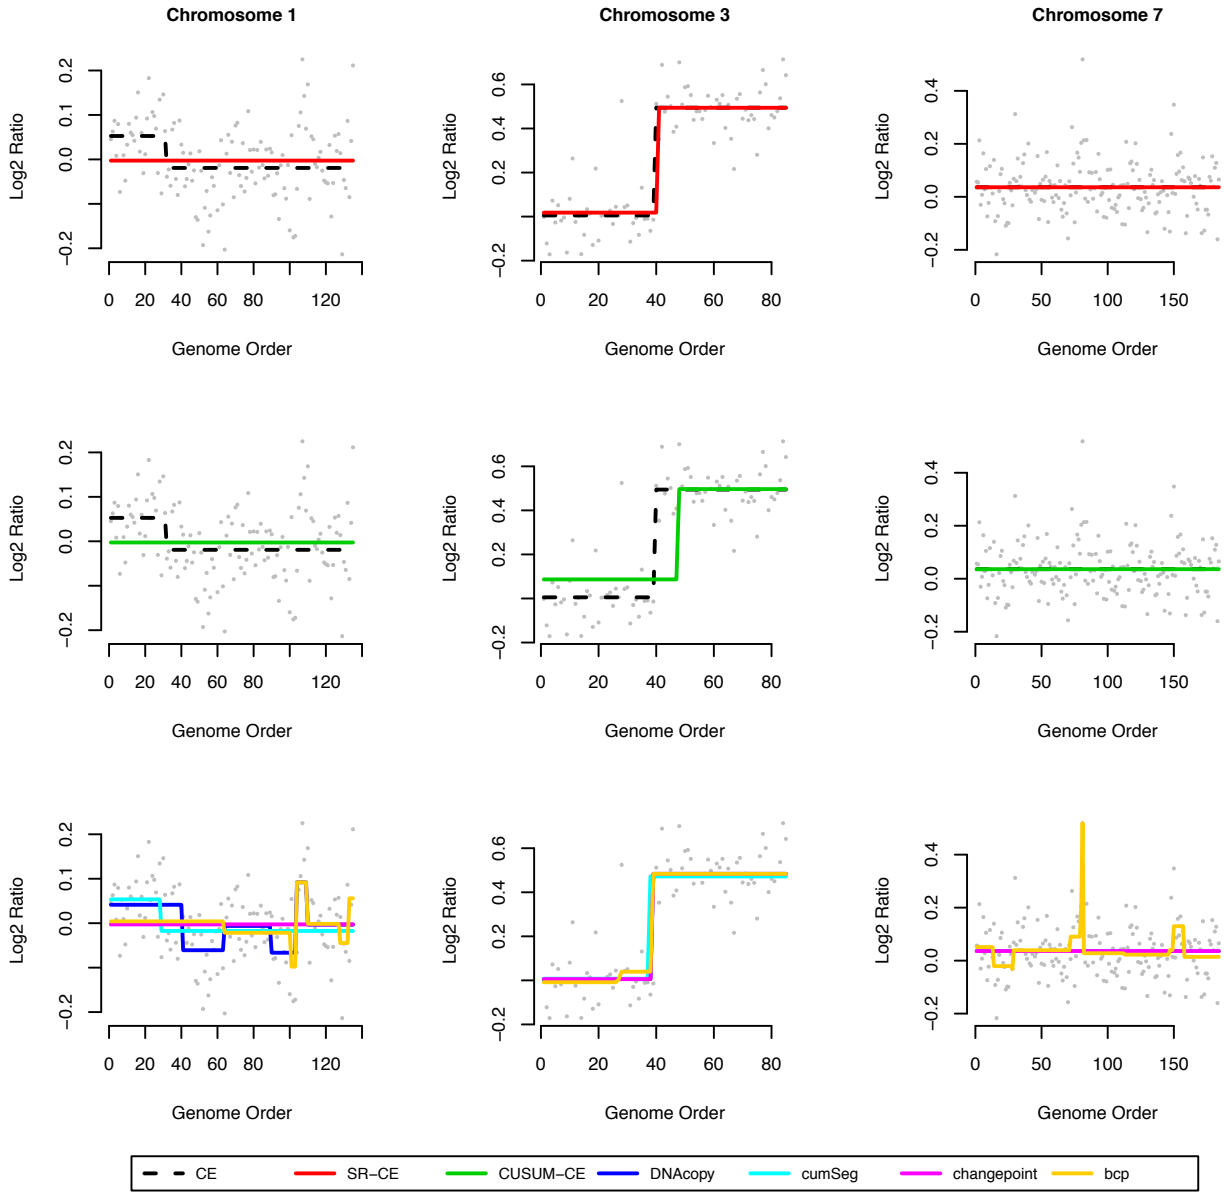 Chromosome 1 Chromosome 3 Chromosome 7
Log2 Ratio
−0.2 0.0 0.1 0.2
0 20 40 60 80 120
Genome Order
Log2 Ratio
−0.2 0.2 0.4 0.6
0 20 40 60 80
Genome Order
Log2 Ratio
−0.2 0.0 0.2 0.4
0 50 100 150
Genome Order
Log2 Ratio
−0.2 0.0 0.1 0.2
0 20 40 60 80 120
Genome Order
Log2 Ratio
−0.2 0.2 0.4 0.6
0 20 40 60 80
Genome Order
Log2 Ratio
−0.2 0.0 0.2 0.4
0 50 100 150
Genome Order
Log2 Ratio
−0.2 0.0 0.1 0.2
0 20 40 60 80 120
Genome Order
Log2 Ratio
−0.2 0.2 0.4 0.6
0 20 40 60 80
Genome Order
Log2 Ratio
−0.2 0.0 0.2 0.4
0 50 100 150
Genome Order
CE SR−CE CUSUM−CE DNAcopy cumSeg changepoint bcp